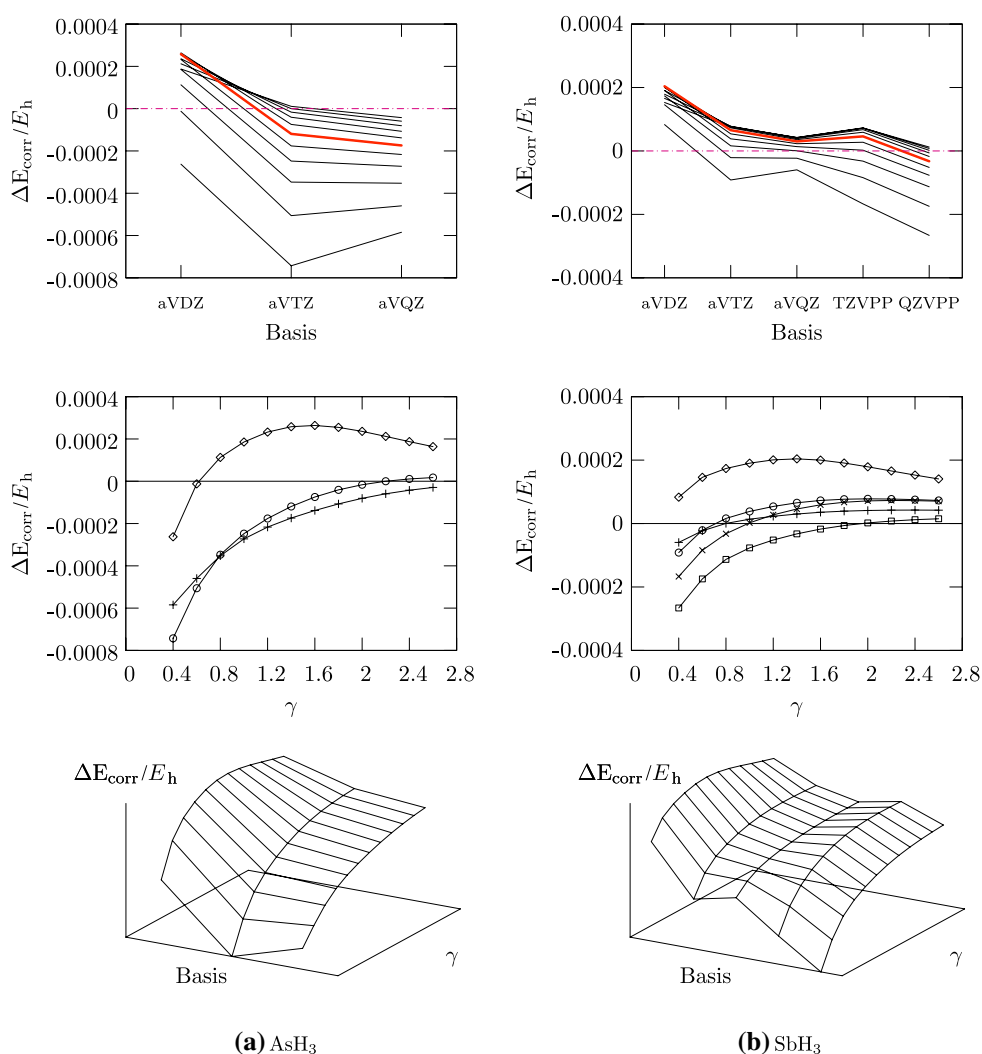 0.0004
0.0002
0
-0.0002
-0.0004
-0.0006
-0.0008
ΔE_corr/E_h
aVDZ aVTZ aVQZ
Basis
0.0004
0.0002
0
-0.0002
-0.0004
ΔE_corr/E_h
aVDZ aVTZ aVQZ TZVPP QZVPP
Basis
0.0004
0.0002
0
-0.0002
-0.0004
-0.0006
-0.0008
ΔE_corr/E_h
0 0.4 0.8 1.2 1.6 2 2.4 2.8
γ
0.0004
0.0002
0
-0.0002
-0.0004
ΔE_corr/E_h
0 0.4 0.8 1.2 1.6 2 2.4 2.8
γ
ΔE_corr/E_h
Basis
γ
ΔE_corr/E_h
Basis
γ
(a) AsH₃
(b) SbH₃